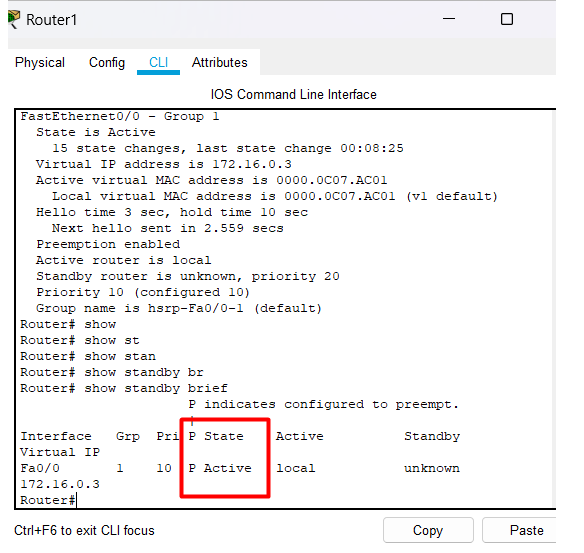 Router1
Physical Config CLI Attributes
IOS Command Line Interface
FastEthernet0/0 - Group 1
State is Active
15 state changes, last state change 00:08:25
Virtual IP address is 172.16.0.3
Active virtual MAC address is 0000.0C07.AC01
Local virtual MAC address is 0000.0C07.AC01 (v1 default)
Hello time 3 sec, hold time 10 sec
Next hello sent in 2.559 secs
Preemption enabled
Active router is local
Standby router is unknown, priority 20
Priority 10 (configured 10)
Group name is hsrp-Fa0/0-1 (default)
Router# show
Router# show st
Router# show stan
Router# show standby br
Router# show standby brief
P indicates configured to preempt.
|
Interface Grp Pri P State Active Standby
Virtual IP
Fa0/0 1 10 P Active local unknown
172.16.0.3
Router#
Ctrl+F6 to exit CLI focus Copy Paste